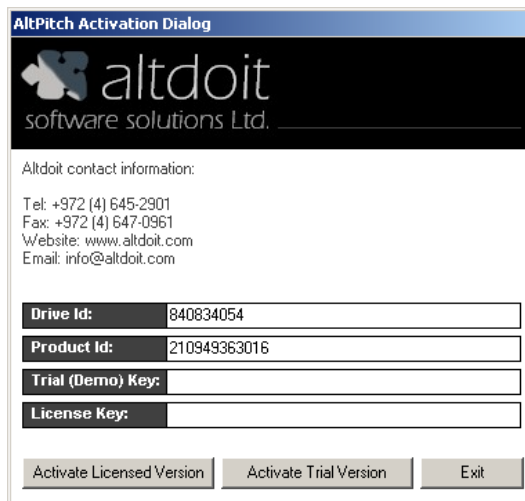 AltPitch Activation Dialog
altdoit
software solutions Ltd.
Altdoit contact information:
Tel: +972 (4) 645-2901
Fax: +972 (4) 647-0961
Website: www.altdoit.com
Email: info@altdoit.com
Drive Id: 840834054
Product Id: 210949363016
Trial (Demo) Key:
License Key:
Activate Licensed Version Activate Trial Version Exit